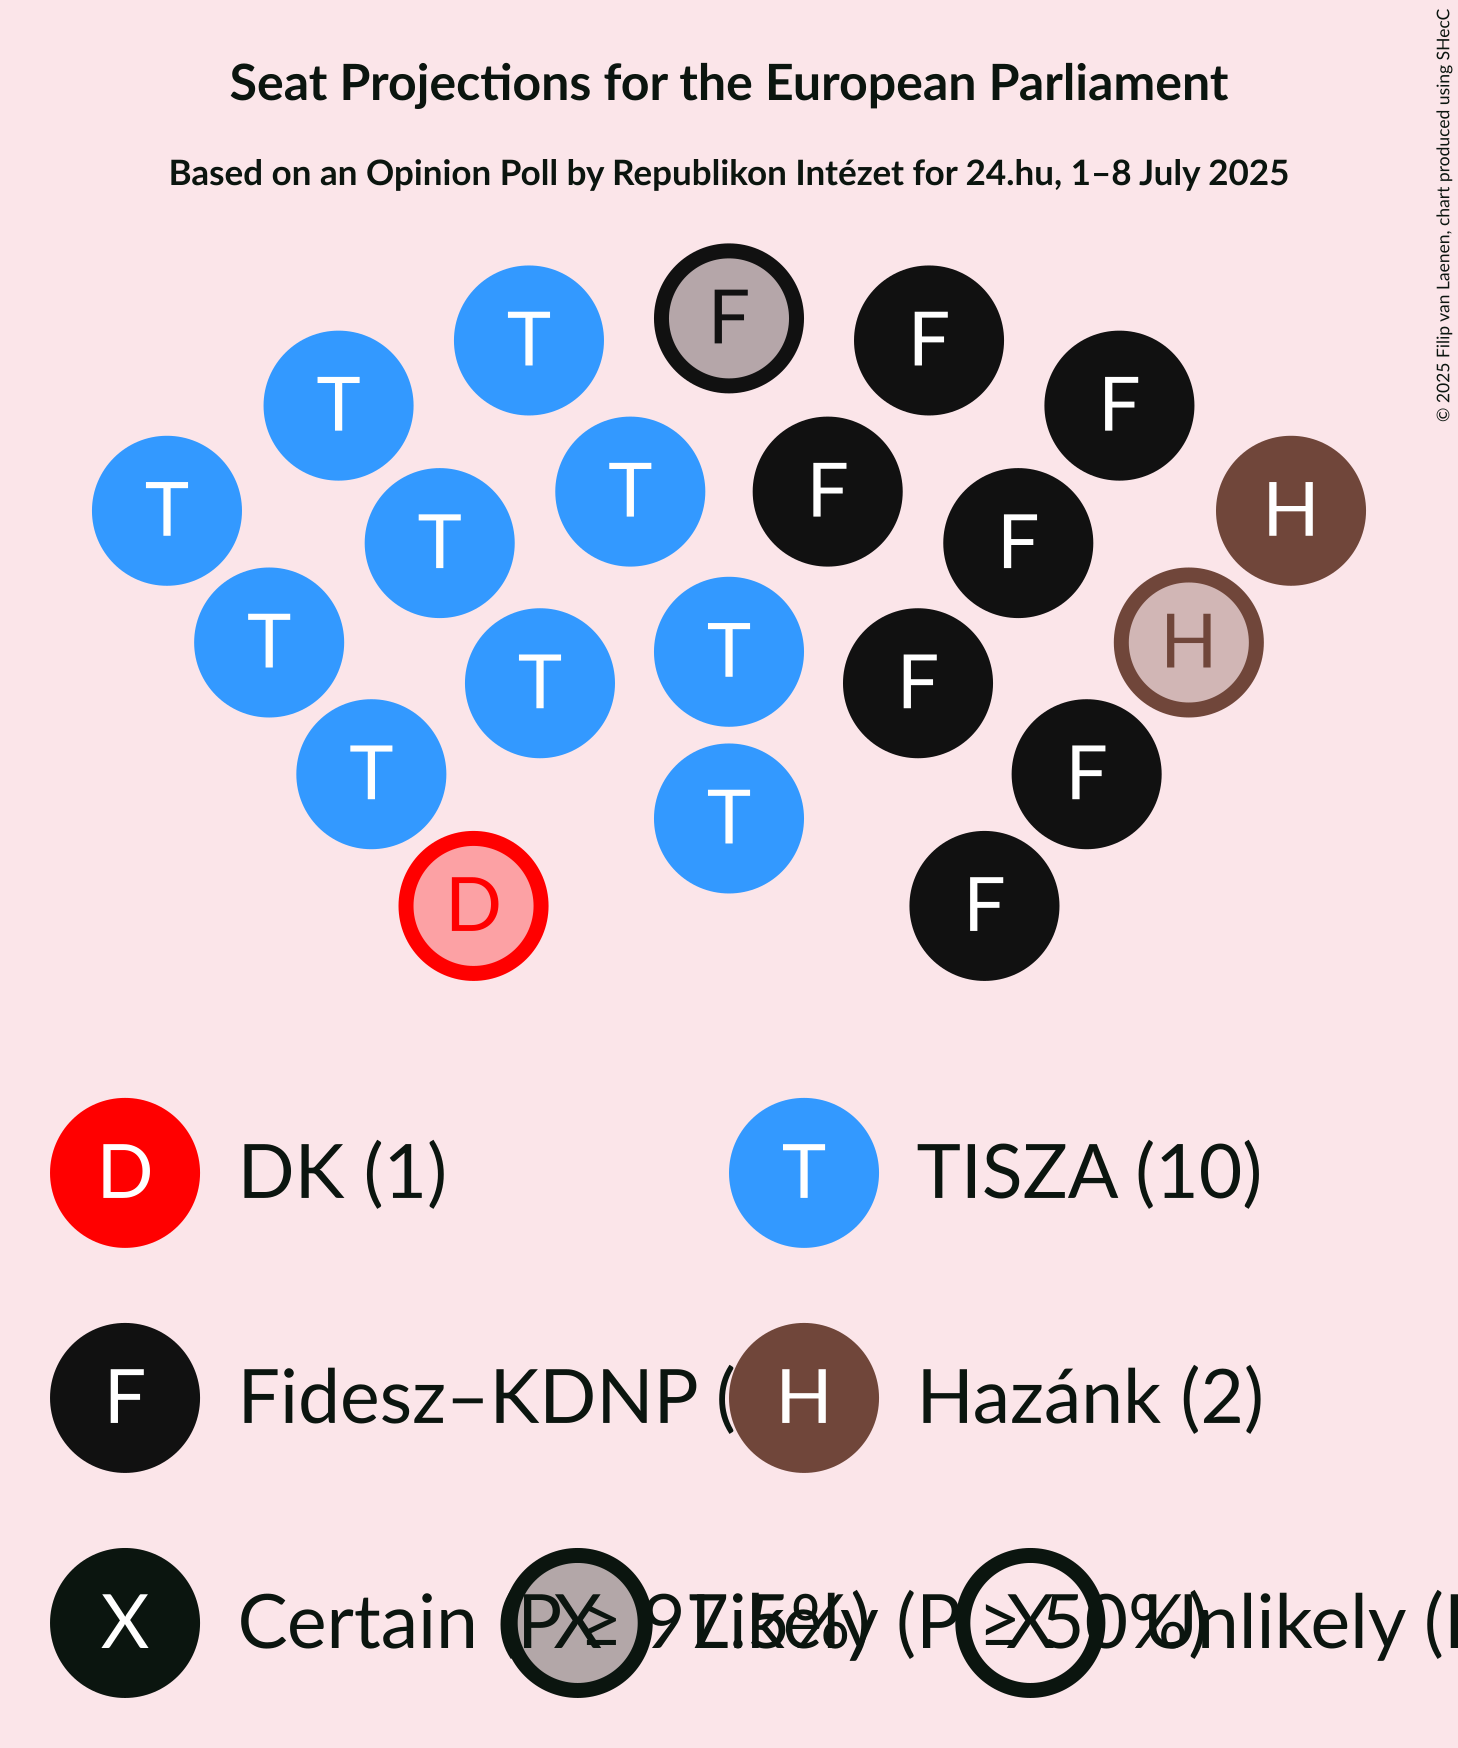 Seat Projections for the European Parliament
Based on an Opinion Poll by Republikon Intézet for 24.hu, 1–8 July 2025
© 2025 Filip van Laenen, chart produced using SHecC
F
T F
T F
T F
T H
T F
T H
T
T F
T F
T
D F
D DK (1)
T TISZA (10)
F Fidesz–KDNP (
H Hazánk (2)
X Certain (P ≥ 97.5%)
X Likely (P ≥ 50%)
X Unlikely (